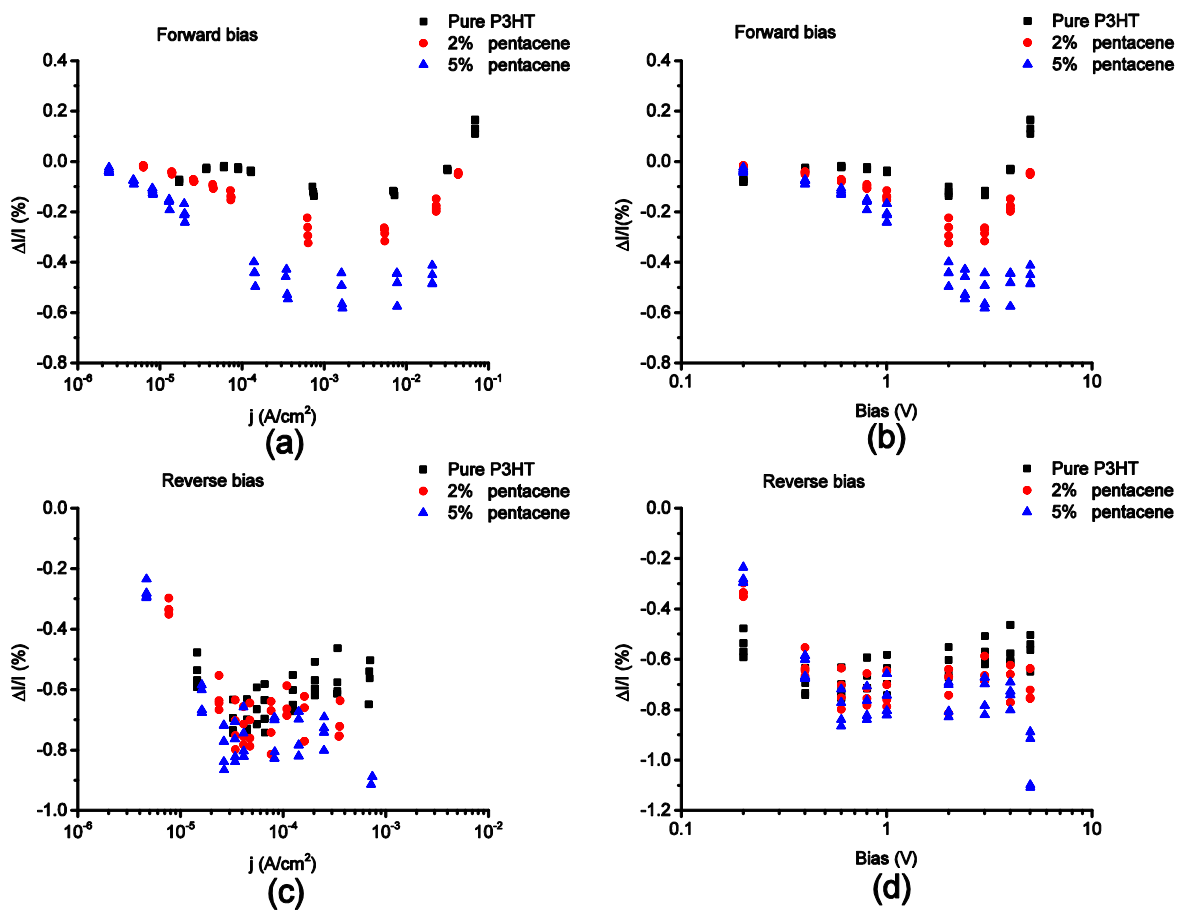 Forward bias
Pure P3HT
2% pentacene
5% pentacene
0.4
0.2
0.0
-0.2
-0.4
-0.6
-0.8
ΔI/I (%)
10⁻⁶
10⁻⁵
10⁻⁴
10⁻³
10⁻²
10⁻¹
j (A/cm²)
(a)
Forward bias
Pure P3HT
2% pentacene
5% pentacene
0.4
0.2
0.0
-0.2
-0.4
-0.6
-0.8
ΔI/I(%)
0.1
1
10
Bias (V)
(b)
Reverse bias
Pure P3HT
2% pentacene
5% pentacene
0.0
-0.2
-0.4
-0.6
-0.8
-1.0
ΔI/I (%)
10⁻⁶
10⁻⁵
10⁻⁴
10⁻³
10⁻²
j (A/cm²)
(c)
Reverse bias
Pure P3HT
2% pentacene
5% pentacene
0.0
-0.2
-0.4
-0.6
-0.8
-1.0
-1.2
ΔI/I (%)
0.1
1
10
Bias (V)
(d)